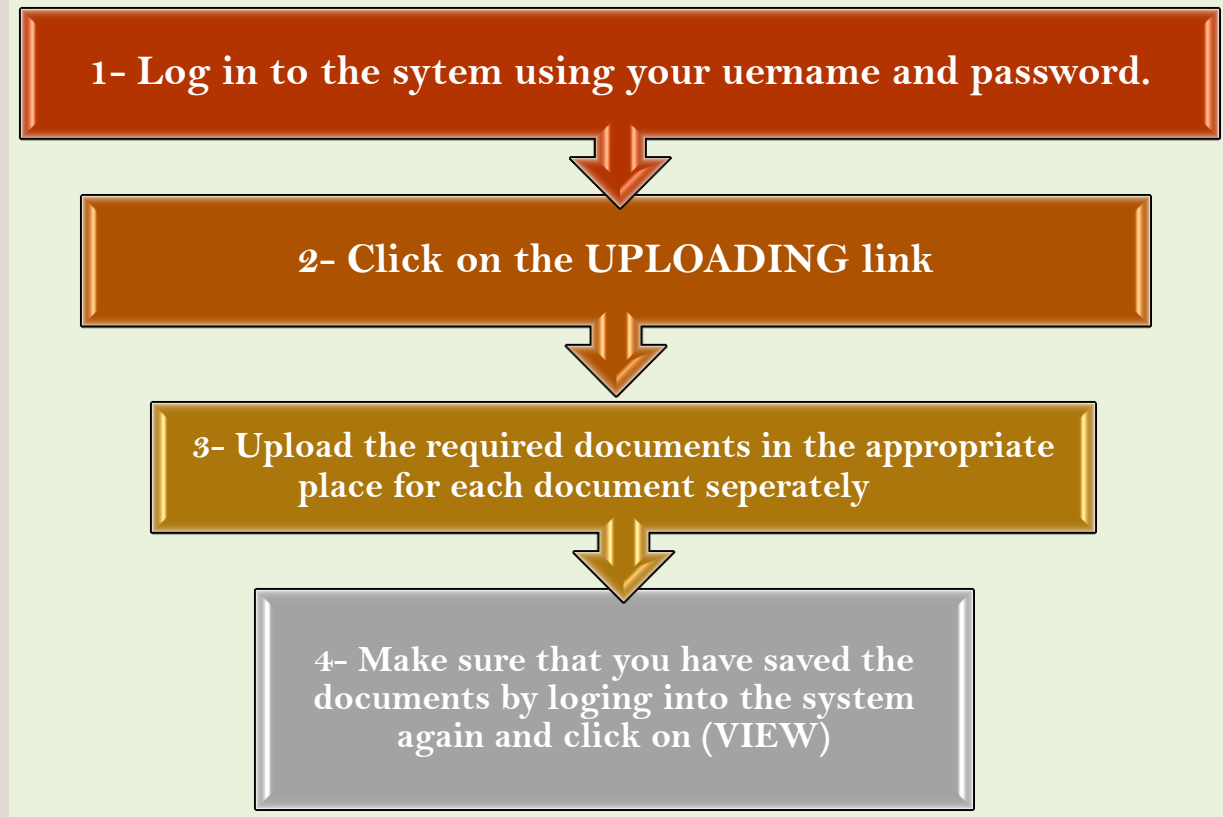 1- Log in to the sytem using your uername and password.
2- Click on the UPLOADING link
3- Upload the required documents in the appropriate
place for each document seperately
4- Make sure that you have saved the
documents by loging into the system
again and click on (VIEW)